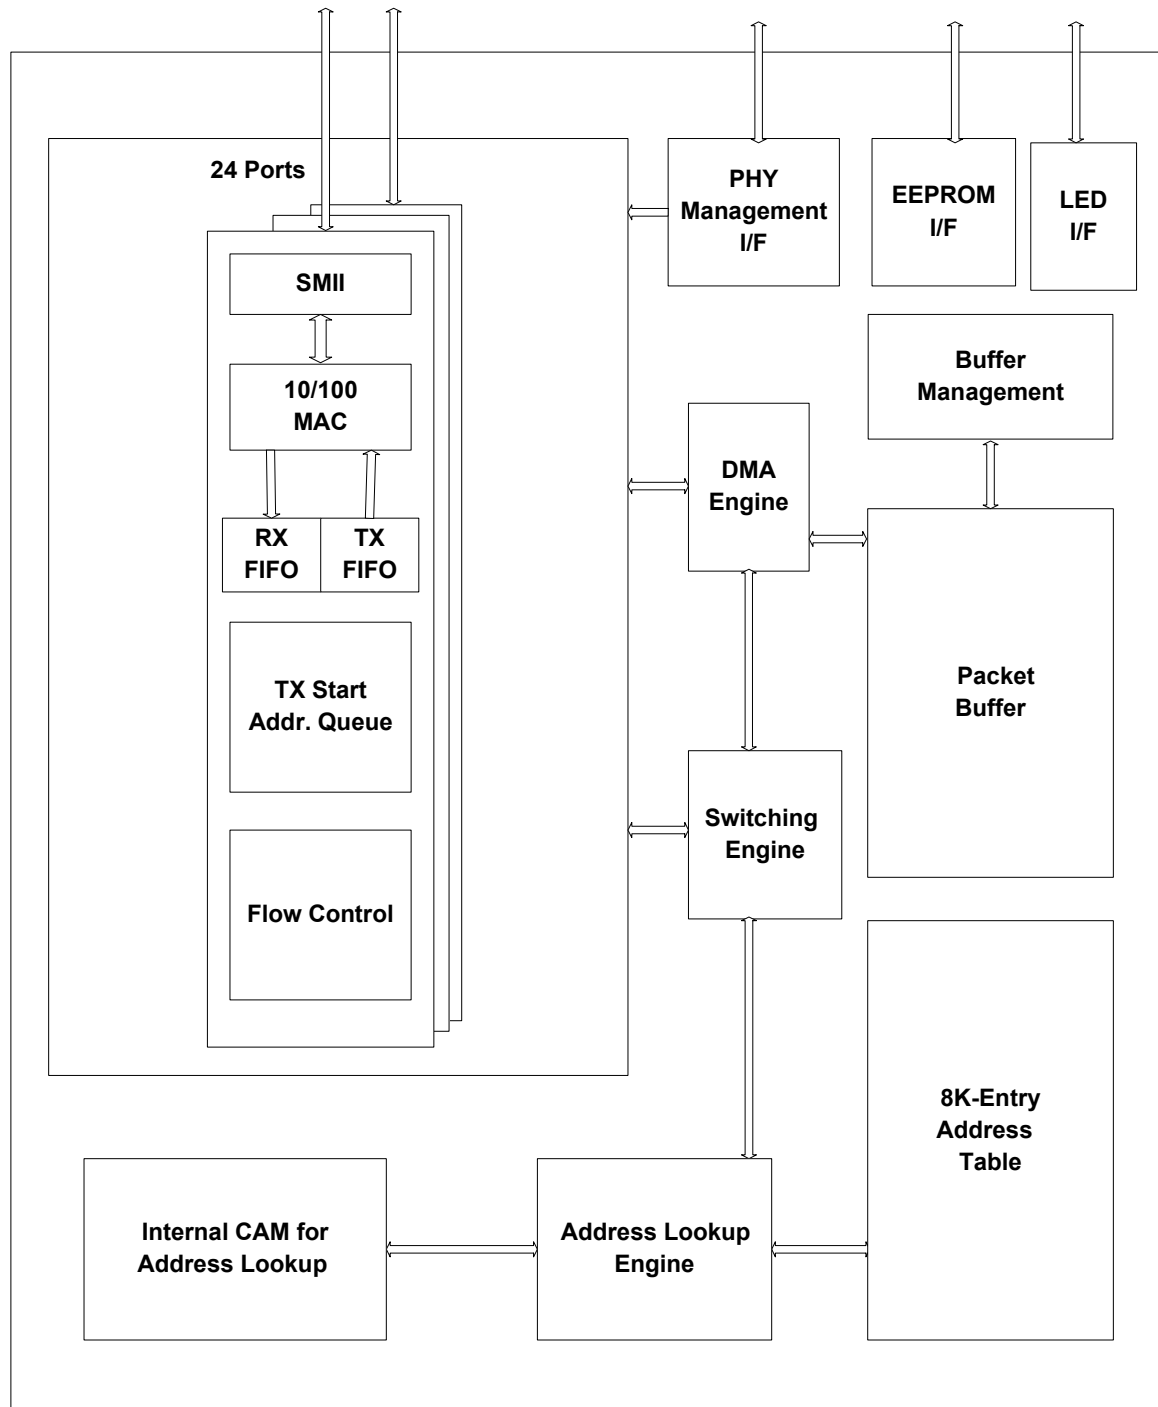 24 Ports
SMII
10/100
MAC
RX
FIFO
TX
FIFO
TX Start
Addr. Queue
Flow Control
PHY
Management
I/F
EEPROM
I/F
LED
I/F
Buffer
Management
DMA
Engine
Packet
Buffer
Switching
Engine
8K-Entry
Address
Table
Internal CAM for
Address Lookup
Address Lookup
Engine